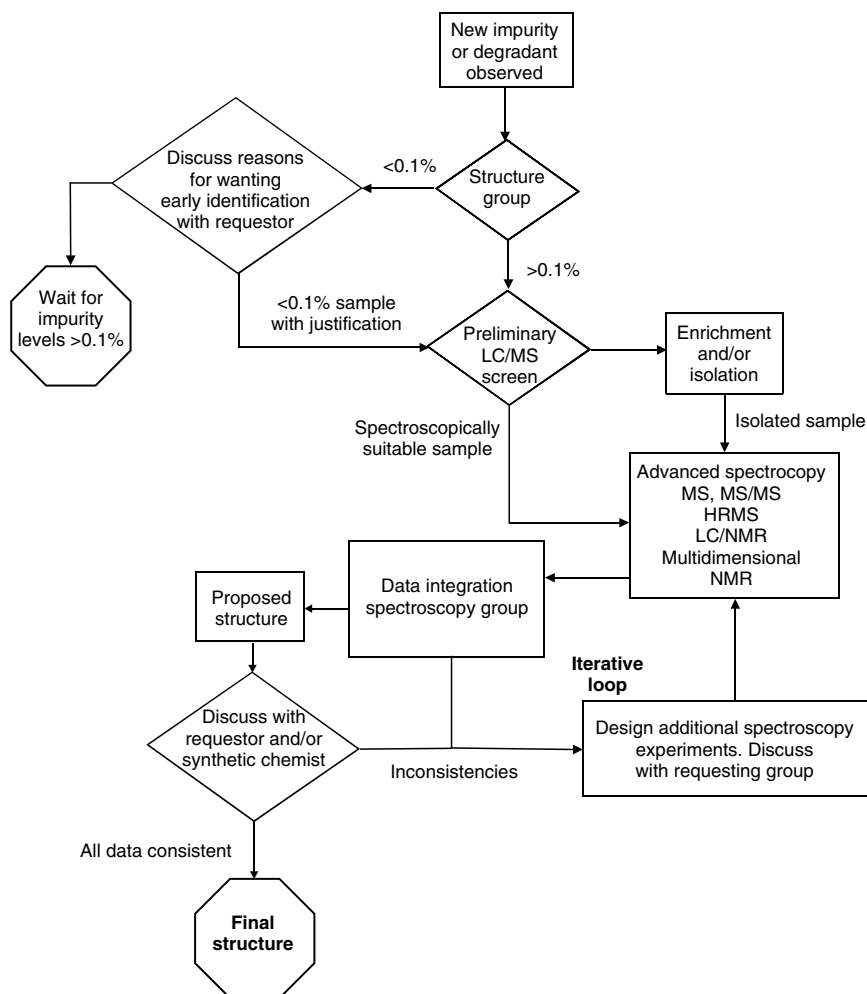 New impurity
or degradant
observed
Discuss reasons
for wanting
early identification
with requestor
<0.1%
Structure
group
>0.1%
Wait for
impurity
levels >0.1%
<0.1% sample
with justification
Preliminary
LC/MS
screen
Enrichment
and/or
isolation
Spectroscopically
suitable sample
Isolated sample
Advanced spectrocopy
MS, MS/MS
HRMS
LC/NMR
Multidimensional
NMR
Data integration
spectroscopy group
Proposed
structure
Iterative
loop
Discuss with
requestor and/or
synthetic chemist
Inconsistencies
Design additional spectroscopy
experiments. Discuss
with requesting group
All data consistent
Final
structure